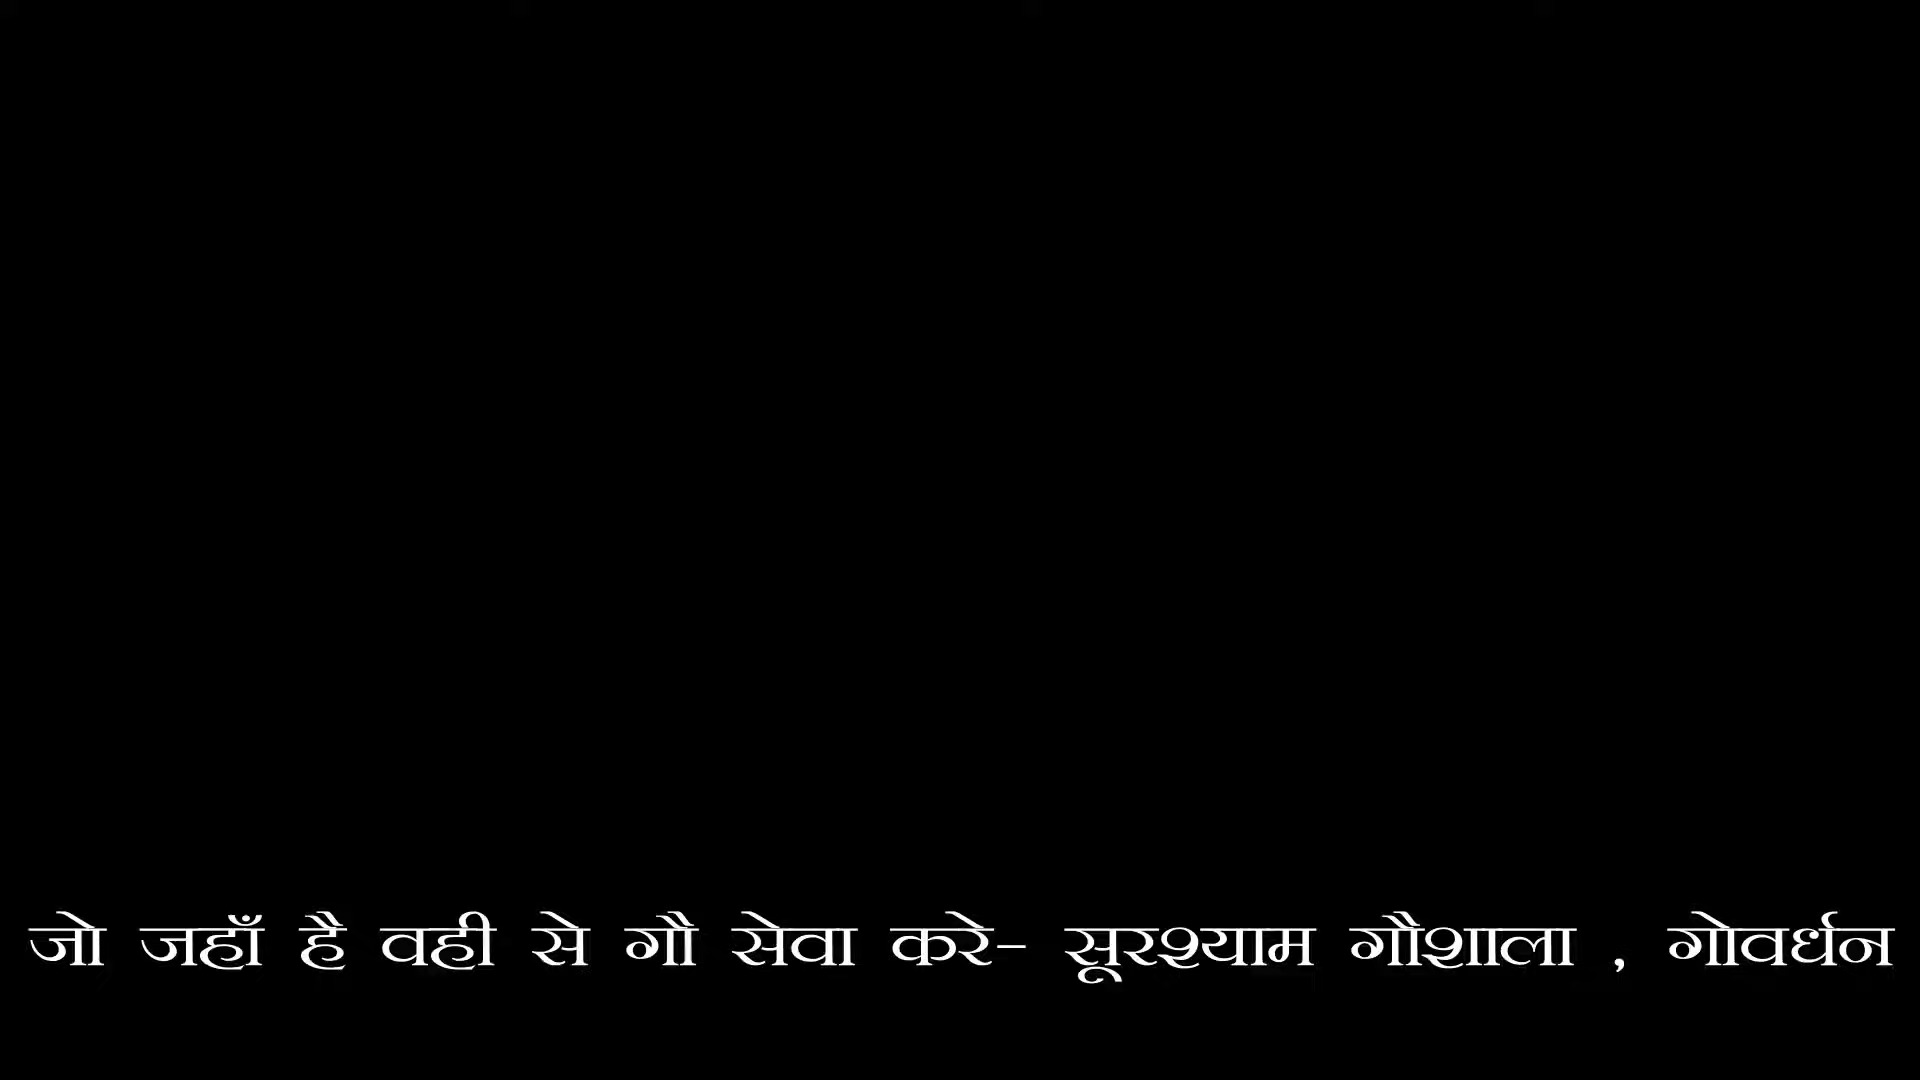 जो जहाँ है वही से गौ सेवा करे- सूरश्याम गौशाला , गोवर्धन